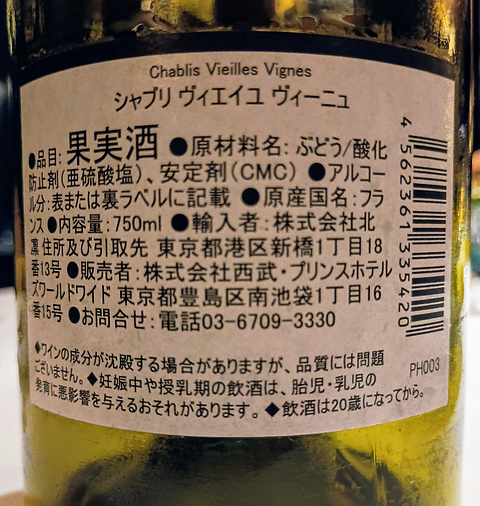 Chablis Vieilles Vignes
シャブリ ヴィエイユ ヴィーニュ
●品目: 果実酒 ●原材料名: ぶどう/酸化
防止剤(亜硫酸塩)、安定剤(CMC) ●アルコー
ル分: 表または裏ラベルに記載 ●原産国名: フラ
ンス ●内容量: 750ml ●輸入者: 株式会社北
凛 住所及び引取先 東京都港区新橋1丁目18
番13号 ●販売者: 株式会社西武・プリンスホテル
ズワールドワイド 東京都豊島区南池袋1丁目16
番15号 ●お問合せ: 電話03-6709-3330
◆ワインの成分が沈殿する場合がありますが、品質には問題
ございません。◆妊娠中や授乳期の飲酒は、胎児・乳児の
発育に悪影響を与えるおそれがあります。◆飲酒は20歳になってから。
4562361335420
PH003